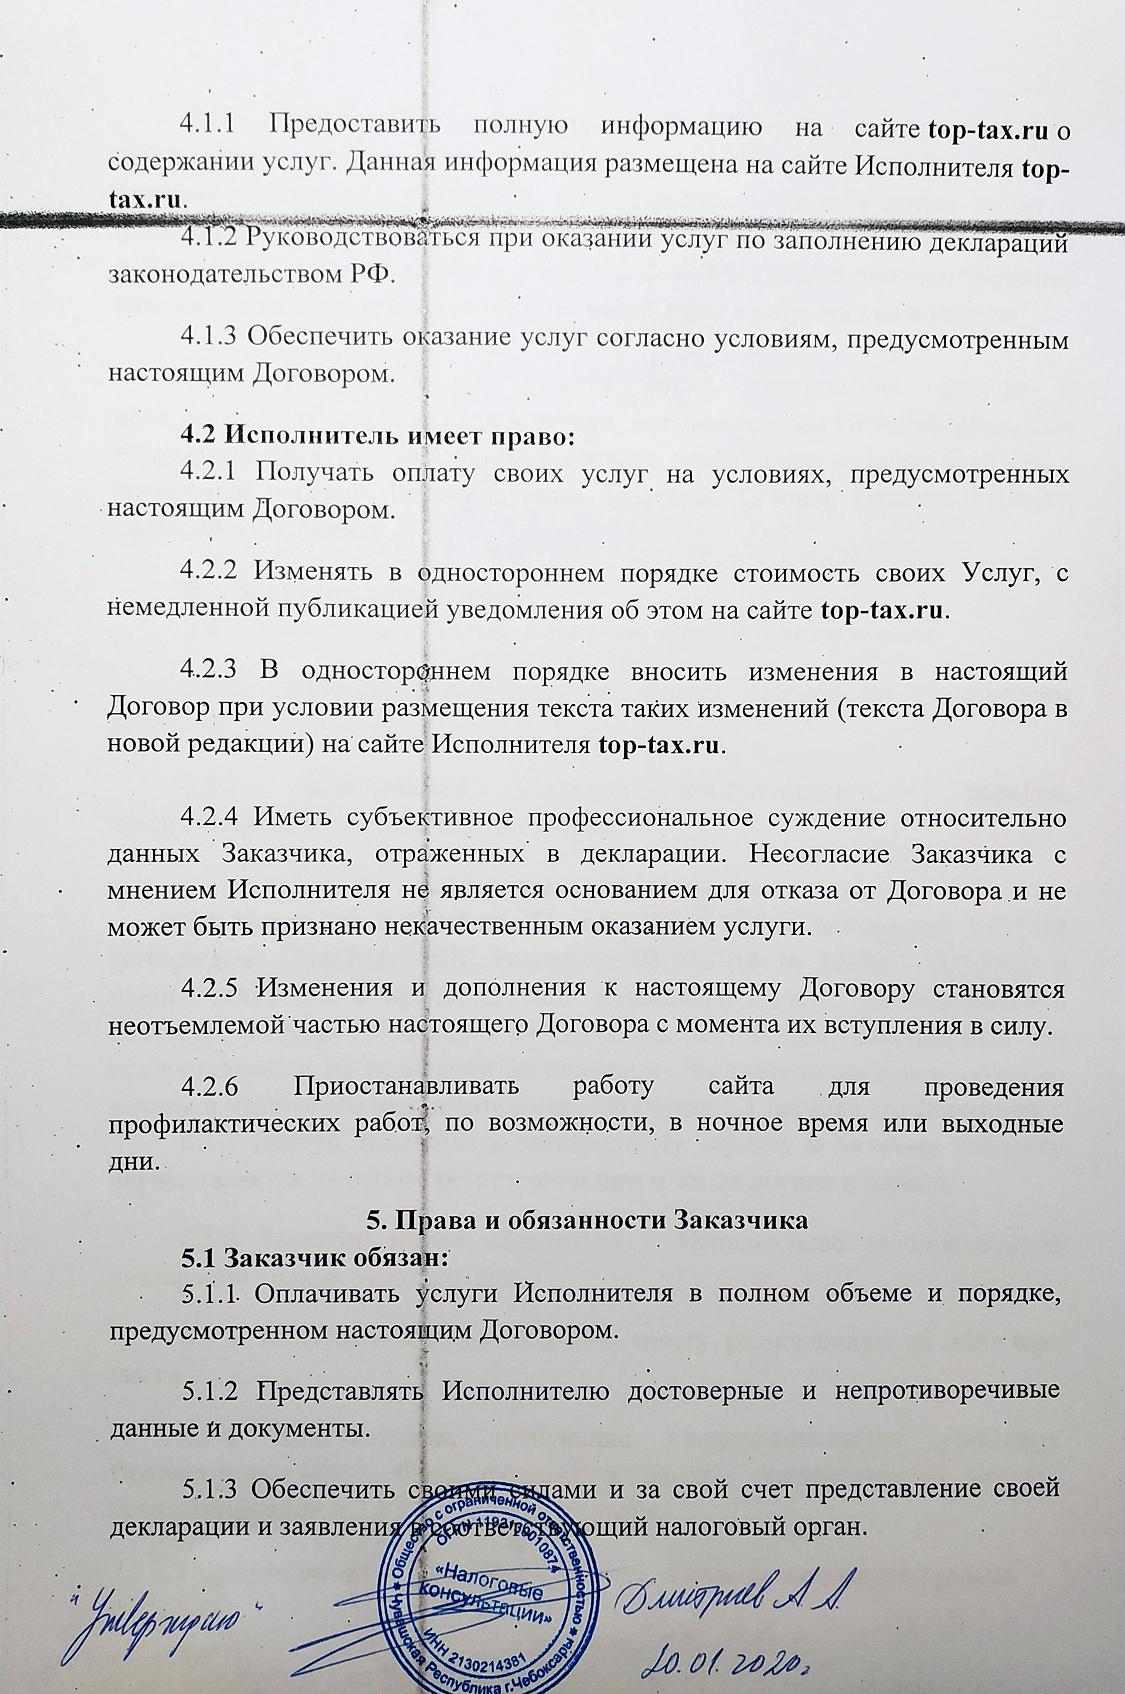 4.1.1 Предоставить полную информацию на сайте top-tax.ru о
содержании услуг. Данная информация размещена на сайте Исполнителя top-
tax.ru.
4.1.2 Руководствоваться при оказании услуг по заполнению деклараций
законодательством РФ.
4.1.3 Обеспечить оказание услуг согласно условиям, предусмотренным
настоящим Договором.
4.2 Исполнитель имеет право:
4.2.1 Получать оплату своих услуг на условиях, предусмотренных
настоящим Договором.
4.2.2 Изменять в одностороннем порядке стоимость своих Услуг, с
немедленной публикацией уведомления об этом на сайте top-tax.ru.
4.2.3 В одностороннем порядке вносить изменения в настоящий
Договор при условии размещения текста таких изменений (текста Договора в
новой редакции) на сайте Исполнителя top-tax.ru.
4.2.4 Иметь субъективное профессиональное суждение относительно
данных Заказчика, отраженных в декларации. Несогласие Заказчика с
мнением Исполнителя не является основанием для отказа от Договора и не
может быть признано некачественным оказанием услуги.
4.2.5 Изменения и дополнения к настоящему Договору становятся
неотъемлемой частью настоящего Договора с момента их вступления в силу.
4.2.6 Приостанавливать работу сайта для проведения
профилактических работ, по возможности, в ночное время или выходные
дни.
5. Права и обязанности Заказчика
5.1 Заказчик обязан:
5.1.1 Оплачивать услуги Исполнителя в полном объеме и порядке,
предусмотренном настоящим Договором.
5.1.2 Представлять Исполнителю достоверные и непротиворечивые
данные и документы.
5.1.3 Обеспечить своими силами и за свой счет представление своей
декларации и заявления в соответствующий налоговый орган.
Общество с ограниченной ответственностью
ОГРН 1192130010874
«Налоговые
консультации»
ИНН 2130214381
Чувашская Республика г.Чебоксары
"Утверждаю"
Дмитриев А А
20.01.2020г